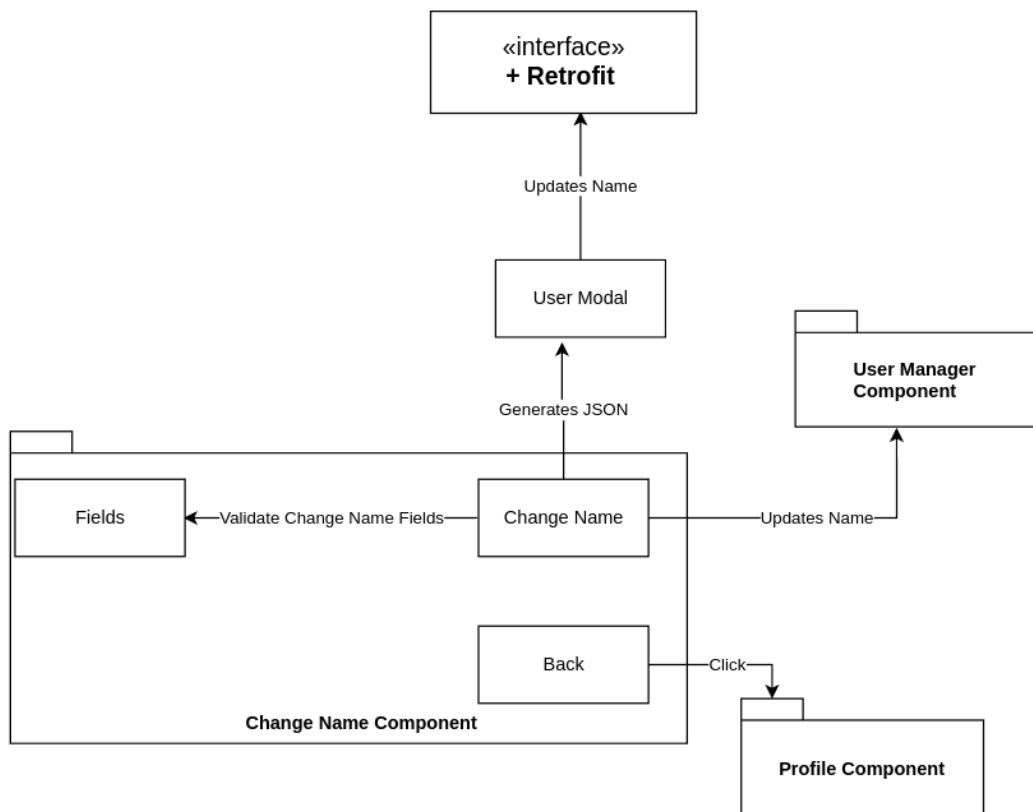 «interface»
+ Retrofit
Updates Name
User Modal
User Manager
Component
Generates JSON
Fields
Validate Change Name Fields
Change Name
Updates Name
Back
Click
Change Name Component
Profile Component